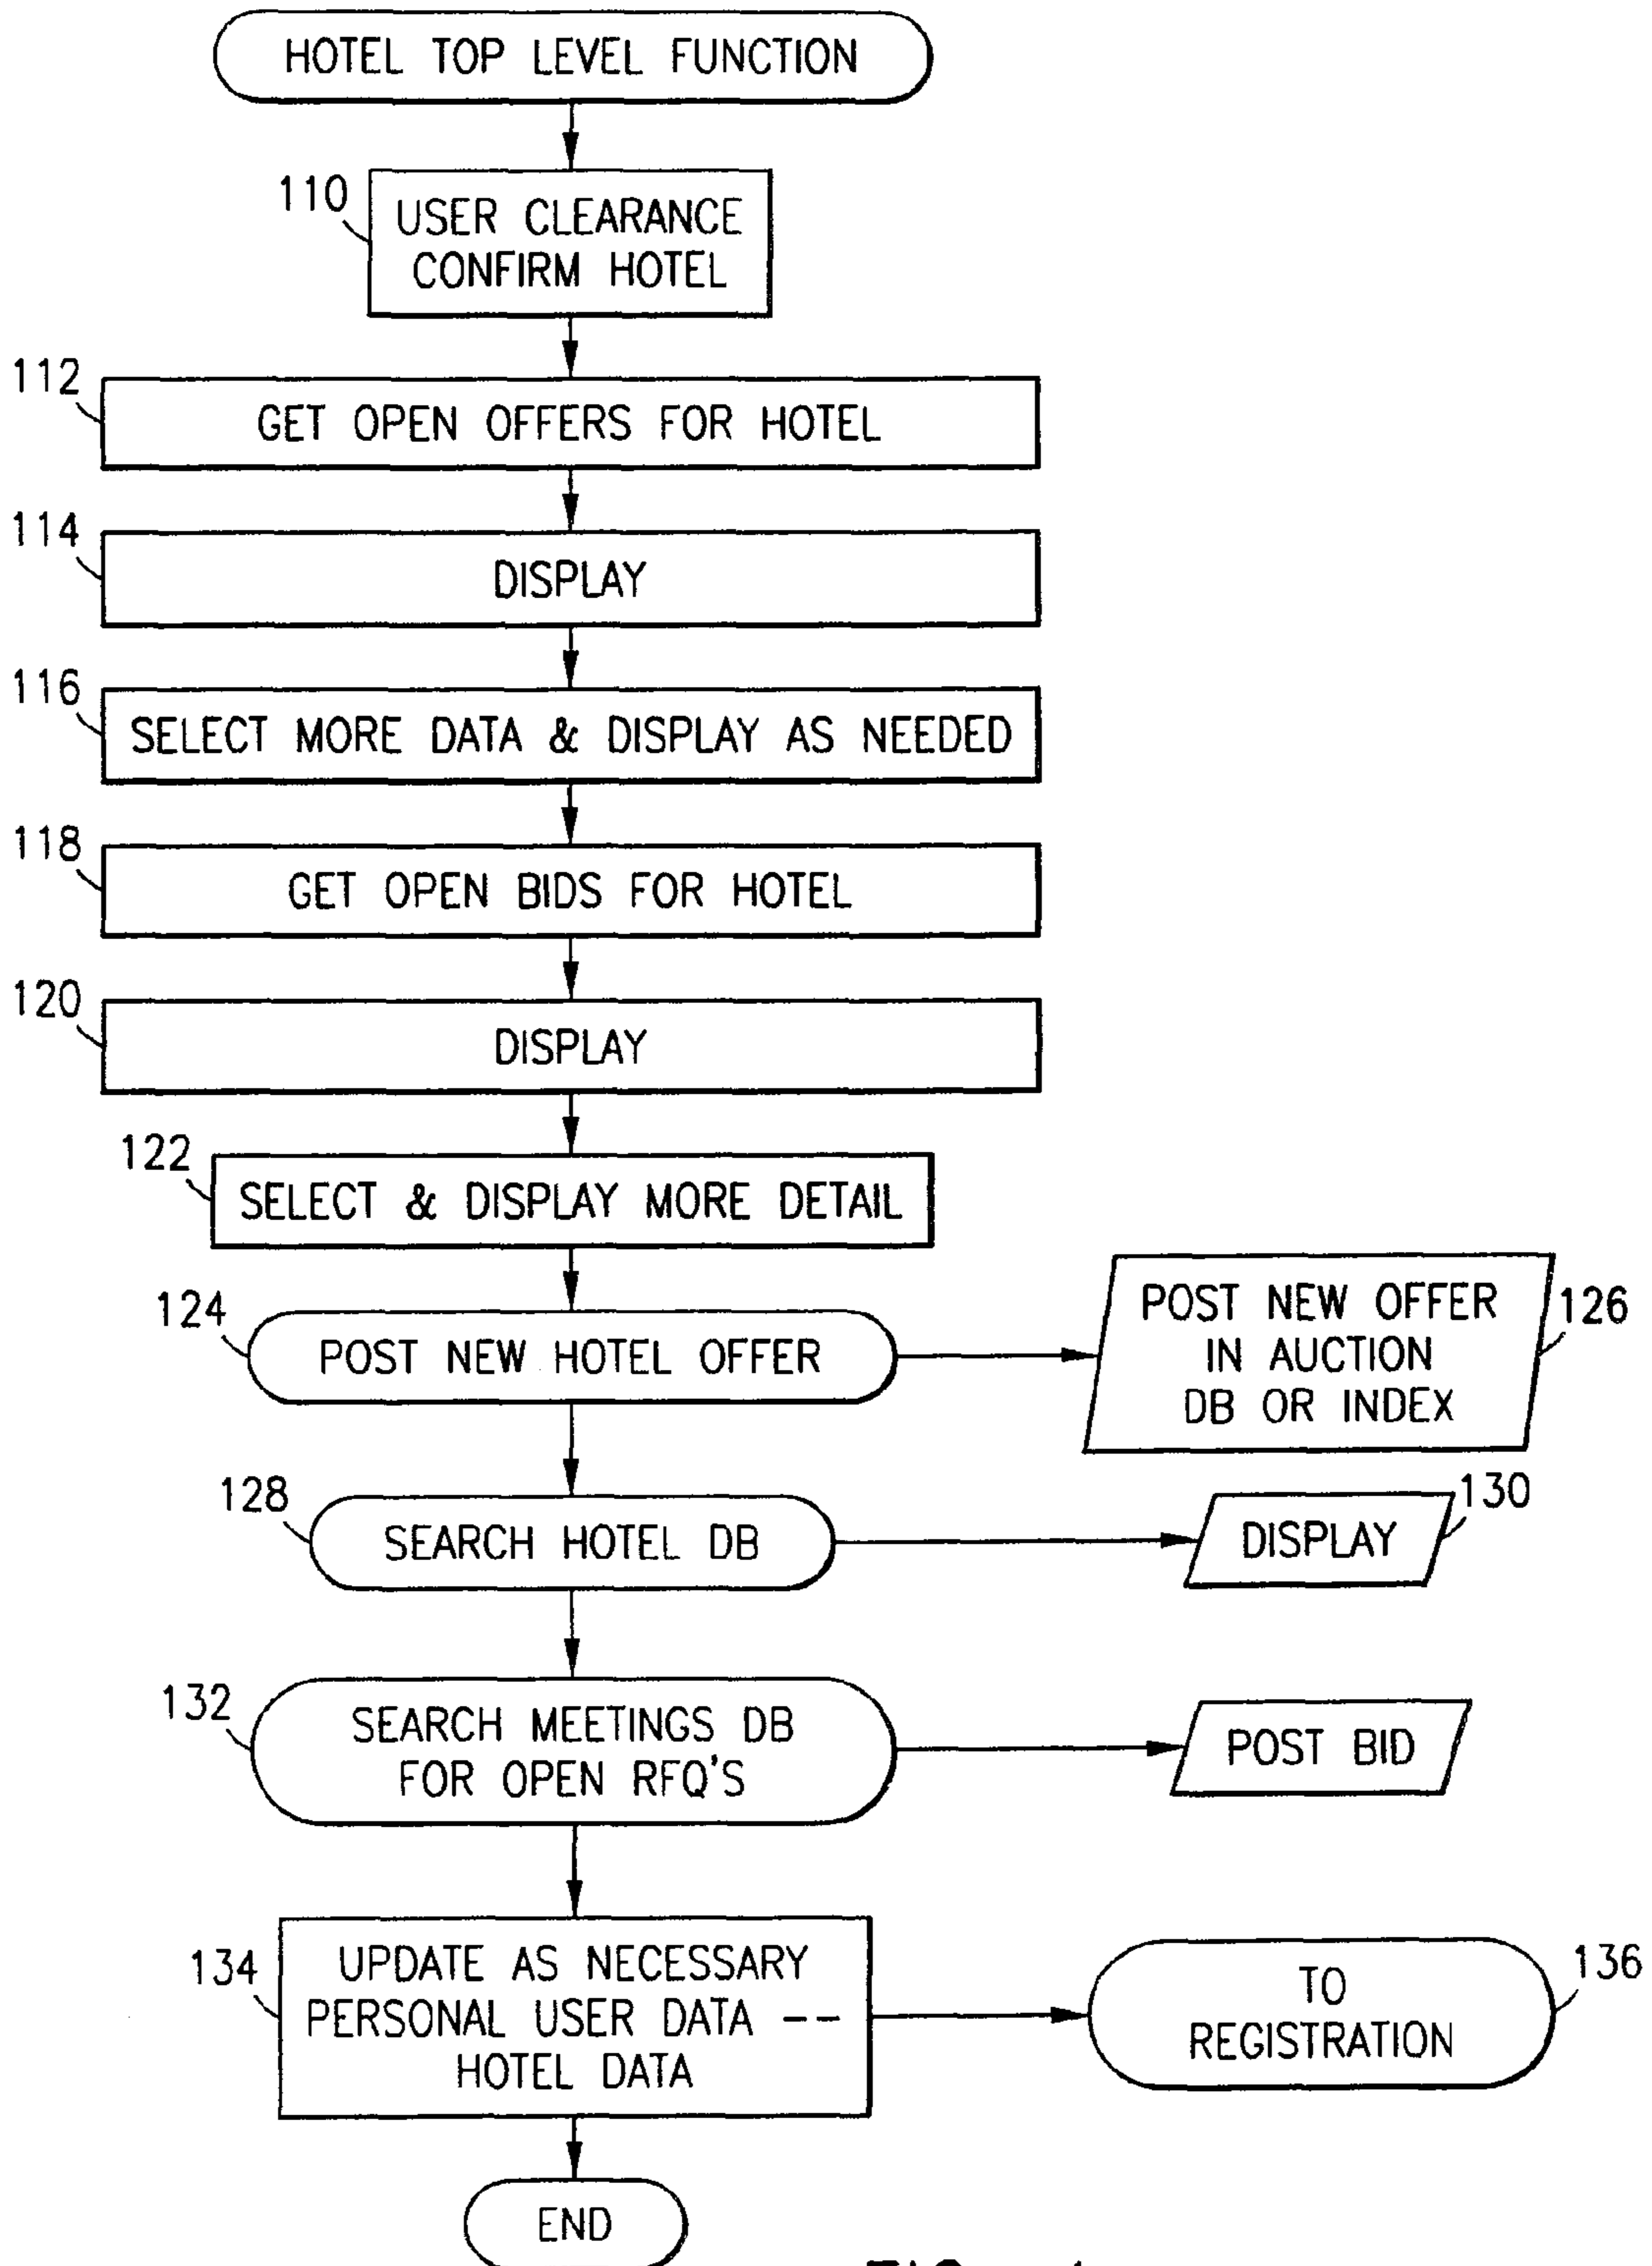 HOTEL TOP LEVEL FUNCTION
110
USER CLEARANCE
CONFIRM HOTEL
112
GET OPEN OFFERS FOR HOTEL
114
DISPLAY
116
SELECT MORE DATA & DISPLAY AS NEEDED
118
GET OPEN BIDS FOR HOTEL
120
DISPLAY
122
SELECT & DISPLAY MORE DETAIL
124
POST NEW HOTEL OFFER
POST NEW OFFER
IN AUCTION
DB OR INDEX
126
128
SEARCH HOTEL DB
DISPLAY
130
132
SEARCH MEETINGS DB
FOR OPEN RFQ'S
POST BID
134
UPDATE AS NECESSARY
PERSONAL USER DATA --
HOTEL DATA
TO
REGISTRATION
136
END